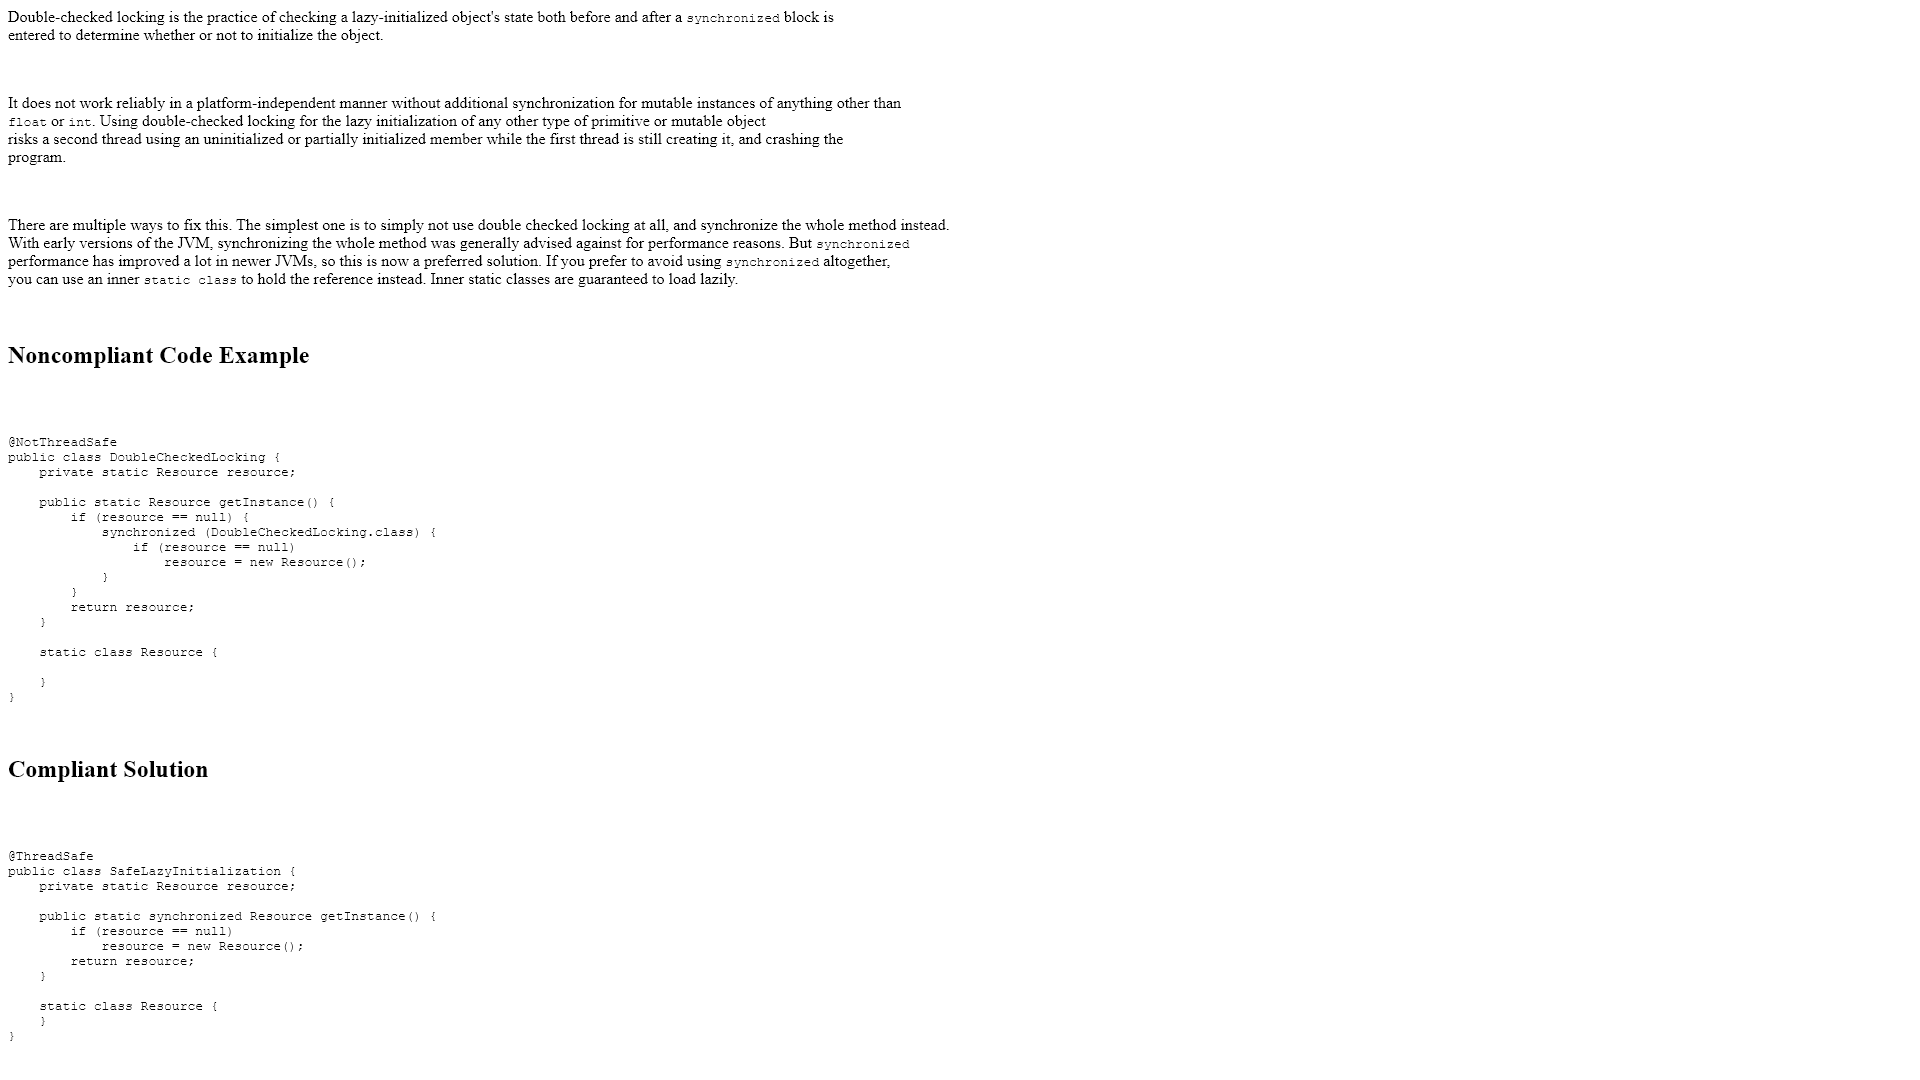 Double-checked locking is the practice of checking a lazy-initialized object's state both before and after a synchronized block is
entered to determine whether or not to initialize the object.
It does not work reliably in a platform-independent manner without additional synchronization for mutable instances of anything other than
float or int. Using double-checked locking for the lazy initialization of any other type of primitive or mutable object
risks a second thread using an uninitialized or partially initialized member while the first thread is still creating it, and crashing the
program.
There are multiple ways to fix this. The simplest one is to simply not use double checked locking at all, and synchronize the whole method instead.
With early versions of the JVM, synchronizing the whole method was generally advised against for performance reasons. But synchronized
performance has improved a lot in newer JVMs, so this is now a preferred solution. If you prefer to avoid using synchronized altogether,
you can use an inner static class to hold the reference instead. Inner static classes are guaranteed to load lazily.
Noncompliant Code Example
@NotThreadSafe
public class DoubleCheckedLocking {
    private static Resource resource;
    public static Resource getInstance() {
        if (resource == null) {
            synchronized (DoubleCheckedLocking.class) {
                if (resource == null)
                    resource = new Resource();
            }
        }
        return resource;
    }
    static class Resource {
    }
}
Compliant Solution
@ThreadSafe
public class SafeLazyInitialization {
    private static Resource resource;
    public static synchronized Resource getInstance() {
        if (resource == null)
            resource = new Resource();
        return resource;
    }
    static class Resource {
    }
}